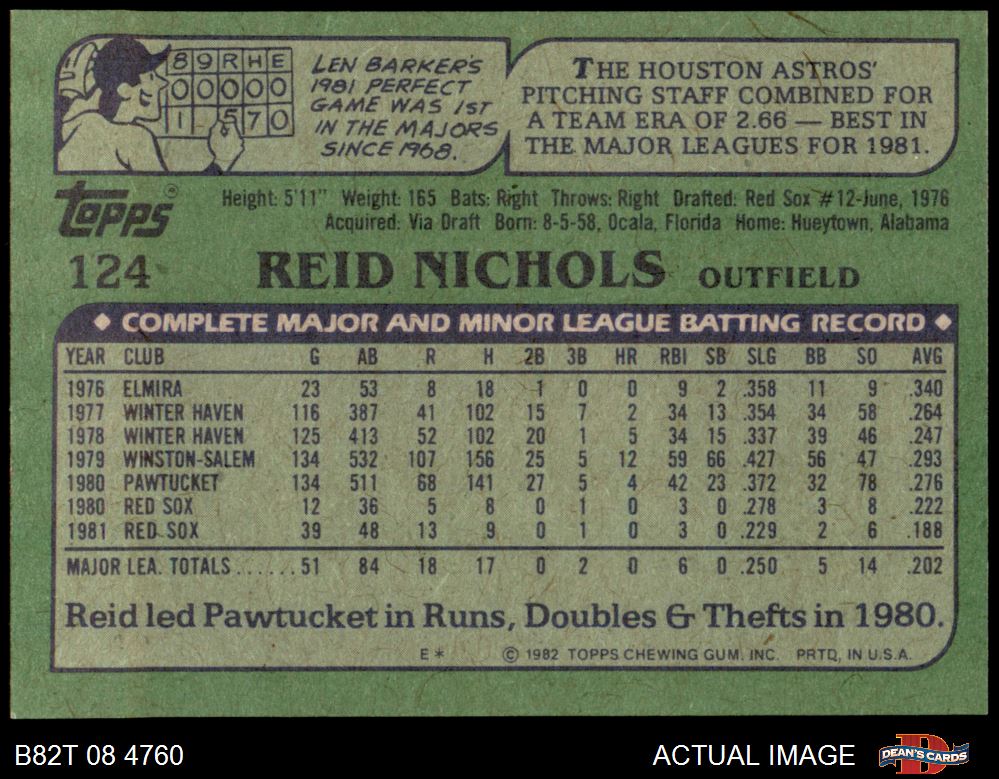 8 9 R H E
0 0 0 0 0
1 5 7 0
LEN BARKER'S
1981 PERFECT
GAME WAS 1ST
IN THE MAJORS
SINCE 1968.
THE HOUSTON ASTROS'
PITCHING STAFF COMBINED FOR
A TEAM ERA OF 2.66 — BEST IN
THE MAJOR LEAGUES FOR 1981.
Topps®
Height: 5'11" Weight: 165 Bats: Right Throws: Right Drafted: Red Sox #12-June, 1976
Acquired: Via Draft Born: 8-5-58, Ocala, Florida Home: Hueytown, Alabama
124 REID NICHOLS OUTFIELD
◆ COMPLETE MAJOR AND MINOR LEAGUE BATTING RECORD ◆
YEAR CLUB G AB R H 2B 3B HR RBI SB SLG BB SO AVG
1976 ELMIRA 23 53 8 18 1 0 0 9 2 .358 11 9 .340
1977 WINTER HAVEN 116 387 41 102 15 7 2 34 13 .354 34 58 .264
1978 WINTER HAVEN 125 413 52 102 20 1 5 34 15 .337 39 46 .247
1979 WINSTON-SALEM 134 532 107 156 25 5 12 59 66 .427 56 47 .293
1980 PAWTUCKET 134 511 68 141 27 5 4 42 23 .372 32 78 .276
1980 RED SOX 12 36 5 8 0 1 0 3 0 .278 3 8 .222
1981 RED SOX 39 48 13 9 0 1 0 3 0 .229 2 6 .188
MAJOR LEA. TOTALS......51 84 18 17 0 2 0 6 0 .250 5 14 .202
Reid led Pawtucket in Runs, Doubles & Thefts in 1980.
E* © 1982 TOPPS CHEWING GUM, INC. PRTD, IN U.S.A.
B82T 08 4760
ACTUAL IMAGE
DEAN'S CARDS